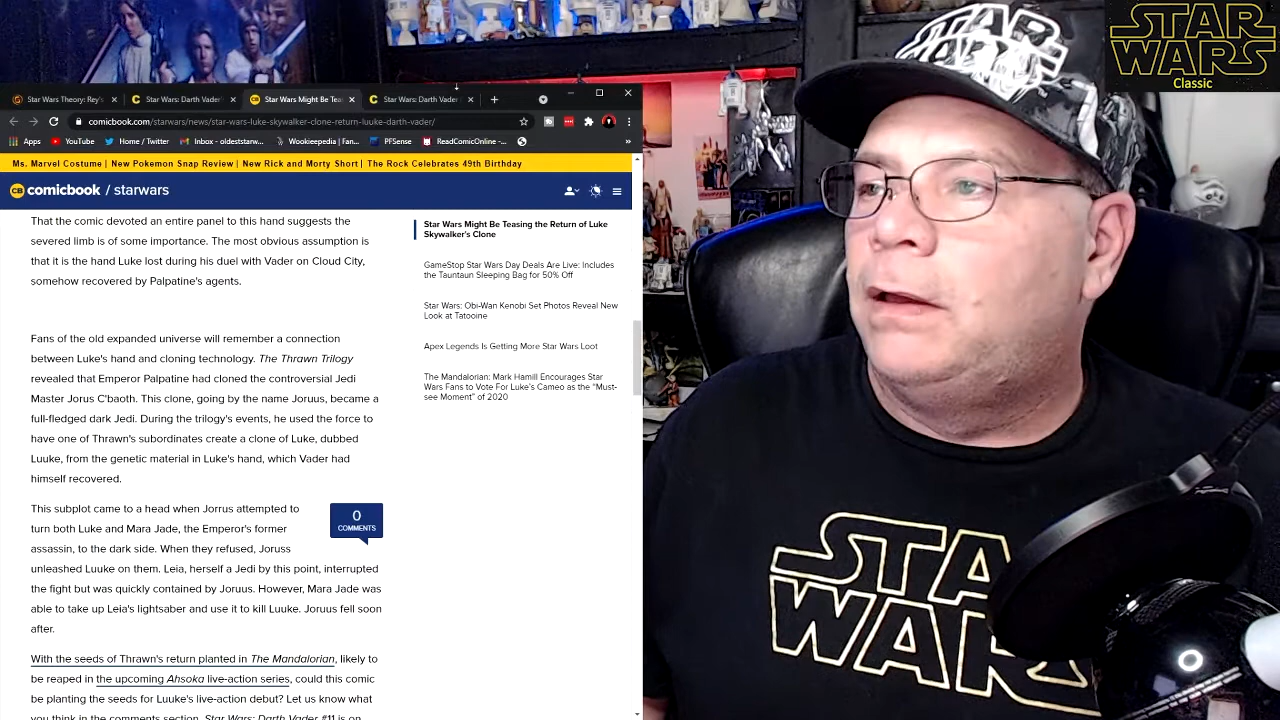 STAR
WARS
Classic
Star Wars Theory: Rey's
Star Wars: Darth Vader
Star Wars Might Be Teas
Star Wars: Darth Vader
comicbook.com/starwars/news/star-wars-luke-skywalker-clone-return-luuke-darth-vader/
Apps
YouTube
Home / Twitter
Inbox - oldeststarw...
Wookieepedia | Fan...
PFSense
ReadComicOnline -...
»
Ms. Marvel Costume | New Pokemon Snap Review | New Rick and Morty Short | The Rock Celebrates 49th Birthday
CB comicbook / starwars
That the comic devoted an entire panel to this hand suggests the
severed limb is of some importance. The most obvious assumption is
that it is the hand Luke lost during his duel with Vader on Cloud City,
somehow recovered by Palpatine's agents.
Fans of the old expanded universe will remember a connection
between Luke's hand and cloning technology. The Thrawn Trilogy
revealed that Emperor Palpatine had cloned the controversial Jedi
Master Jorus C'baoth. This clone, going by the name Joruus, became a
full-fledged dark Jedi. During the trilogy's events, he used the force to
have one of Thrawn's subordinates create a clone of Luke, dubbed
Luuke, from the genetic material in Luke's hand, which Vader had
himself recovered.
This subplot came to a head when Jorrus attempted to
turn both Luke and Mara Jade, the Emperor's former
assassin, to the dark side. When they refused, Joruss
unleashed Luuke on them. Leia, herself a Jedi by this point, interrupted
the fight but was quickly contained by Joruus. However, Mara Jade was
able to take up Leia's lightsaber and use it to kill Luuke. Joruus fell soon
after.
0
COMMENTS
With the seeds of Thrawn's return planted in The Mandalorian, likely to
be reaped in the upcoming Ahsoka live-action series, could this comic
be planting the seeds for Luuke's live-action debut? Let us know what
you think in the comments section. Star Wars: Darth Vader #11 is on
Star Wars Might Be Teasing the Return of Luke
Skywalker's Clone
GameStop Star Wars Day Deals Are Live: Includes
the Tauntaun Sleeping Bag for 50% Off
Star Wars: Obi-Wan Kenobi Set Photos Reveal New
Look at Tatooine
Apex Legends Is Getting More Star Wars Loot
The Mandalorian: Mark Hamill Encourages Star
Wars Fans to Vote For Luke's Cameo as the "Must-
see Moment" of 2020
STAR
WARS
STA
WAR